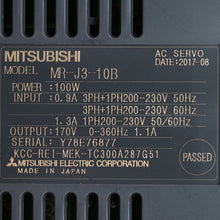 MITSUBISHI
AC SERVO
DATE:2017-08
MODEL MR-J3-10B
POWER :100W
INPUT :0.9A 3PH+1PH200-230V 50Hz
3PH+1PH200-230V 60Hz
1.3A 1PH200-230V 50/60Hz
OUTPUT:170V 0-360Hz 1.1A
SERIAL: Y78E76877
KCC-REI-MEK-TC300A287G51
PASSED
MITSUBISHI ELECTRIC CORPORATION
MADE IN JAPAN